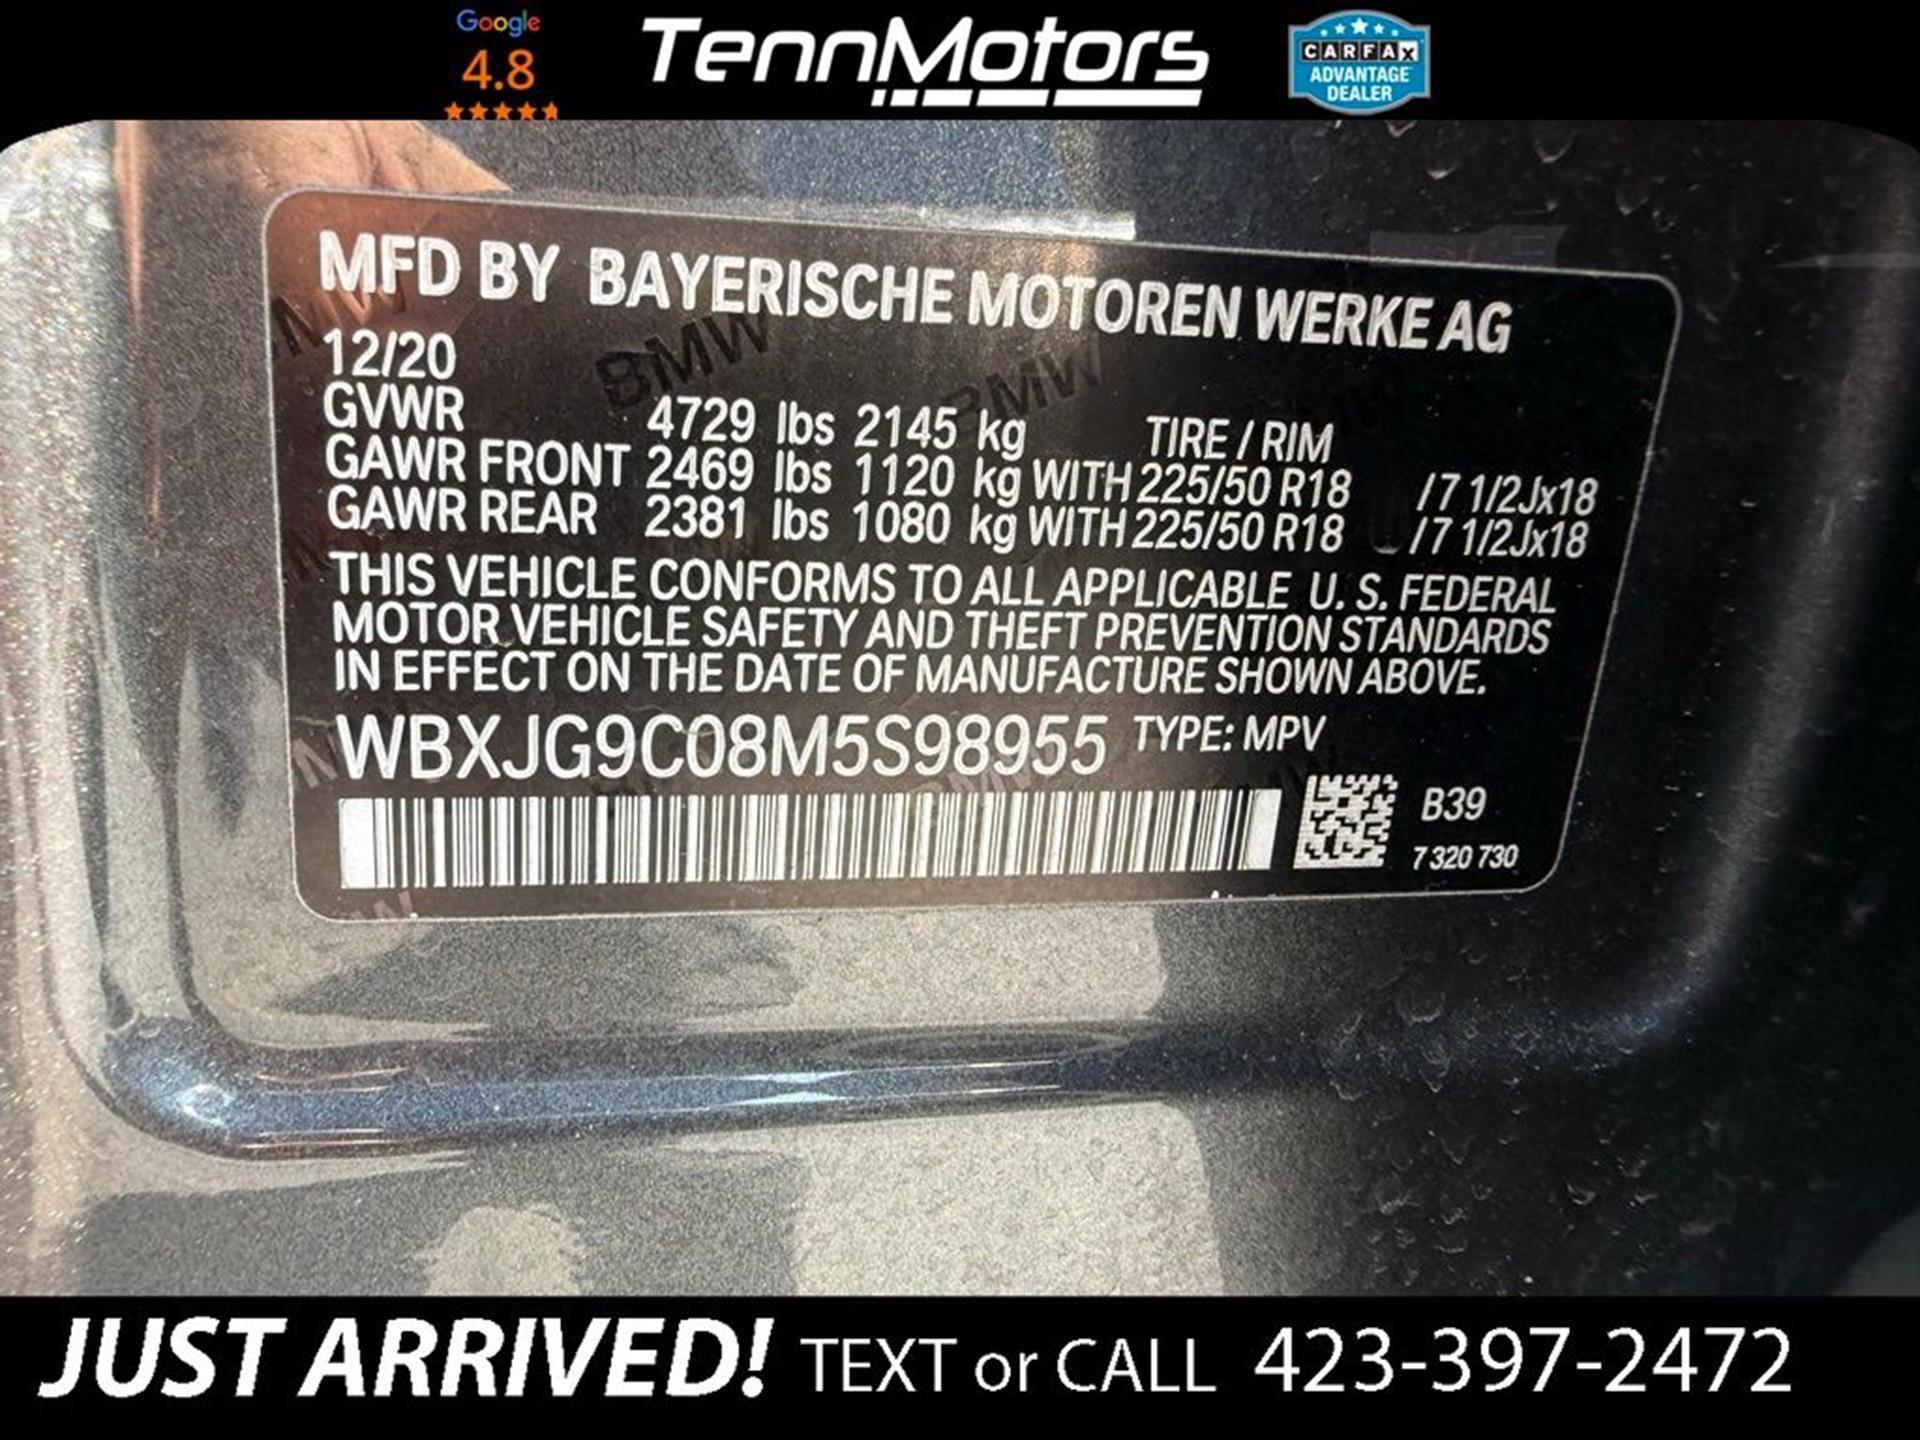 Google
4.8
TennMotors
CARFAX
ADVANTAGE
DEALER
MFD BY BAYERISCHE MOTOREN WERKE AG
12/20
GVWR 4729 lbs 2145 kg TIRE / RIM
GAWR FRONT 2469 lbs 1120 kg WITH 225/50 R18 /7 1/2Jx18
GAWR REAR 2381 lbs 1080 kg WITH 225/50 R18 /7 1/2Jx18
THIS VEHICLE CONFORMS TO ALL APPLICABLE U. S. FEDERAL
MOTOR VEHICLE SAFETY AND THEFT PREVENTION STANDARDS
IN EFFECT ON THE DATE OF MANUFACTURE SHOWN ABOVE.
WBXJG9C08M5S98955 TYPE: MPV
B39
7 320 730
BMW
BMW
JUST ARRIVED! TEXT or CALL 423-397-2472